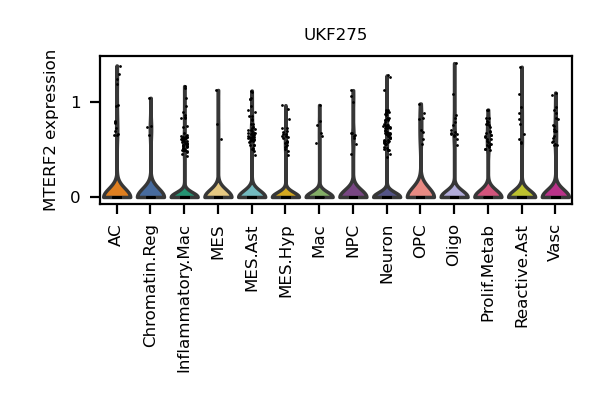 UKF275
MTERF2 expression
1
0
AC
Chromatin.Reg
Inflammatory.Mac
MES
MES.Ast
MES.Hyp
Mac
NPC
Neuron
OPC
Oligo
Prolif.Metab
Reactive.Ast
Vasc